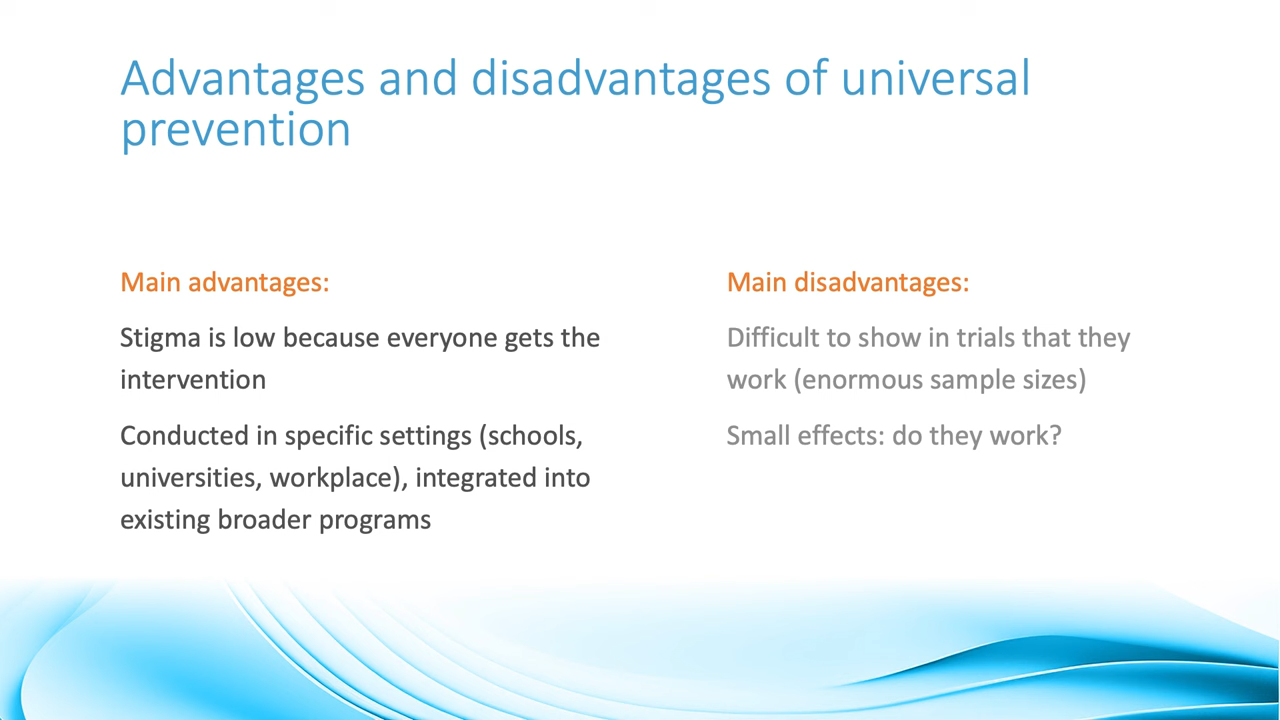 Advantages and disadvantages of universal
prevention
Main advantages:
Stigma is low because everyone gets the
intervention
Conducted in specific settings (schools,
universities, workplace), integrated into
existing broader programs
Main disadvantages:
Difficult to show in trials that they
work (enormous sample sizes)
Small effects: do they work?